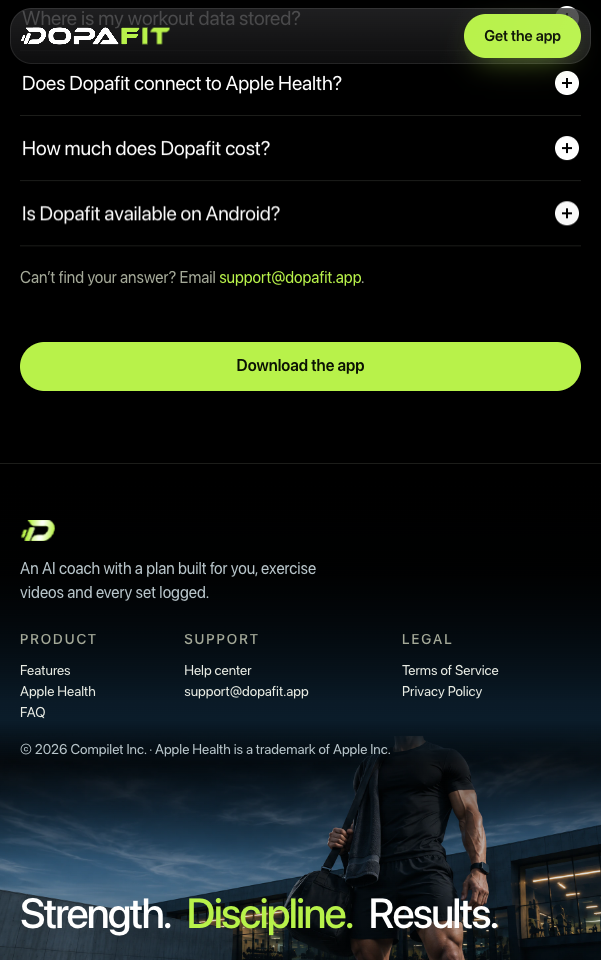 Where is my workout data stored?
DOPAFIT
Get the app
Does Dopafit connect to Apple Health?
How much does Dopafit cost?
Is Dopafit available on Android?
Can't find your answer? Email support@dopafit.app.
Download the app
An AI coach with a plan built for you, exercise
videos and every set logged.
PRODUCT
Features
Apple Health
FAQ
SUPPORT
Help center
support@dopafit.app
LEGAL
Terms of Service
Privacy Policy
© 2026 Compilet Inc. · Apple Health is a trademark of Apple Inc.
Strength. Discipline. Results.